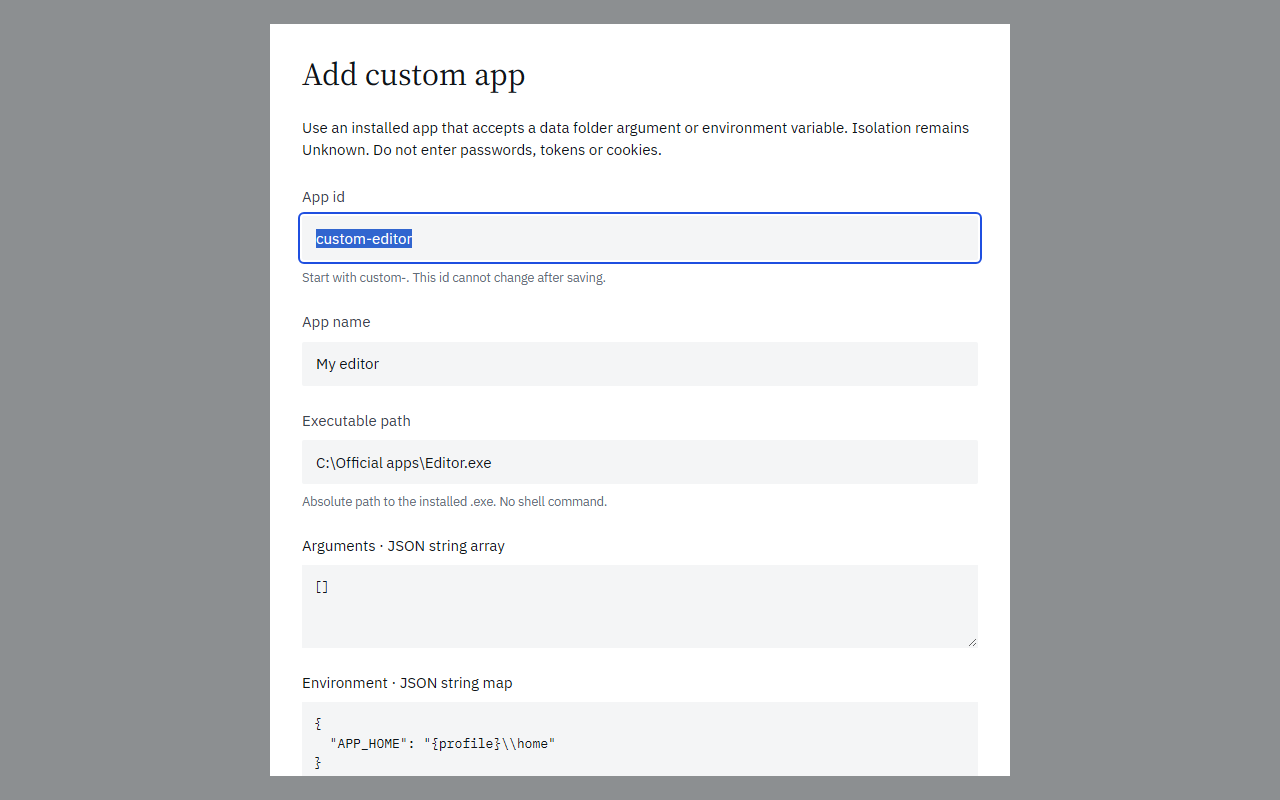 Add custom app
Use an installed app that accepts a data folder argument or environment variable. Isolation remains
Unknown. Do not enter passwords, tokens or cookies.
App id
custom-editor
Start with custom-. This id cannot change after saving.
App name
My editor
Executable path
C:\Official apps\Editor.exe
Absolute path to the installed .exe. No shell command.
Arguments · JSON string array
[]
Environment · JSON string map
{
  "APP_HOME": "{profile}\\home"
}